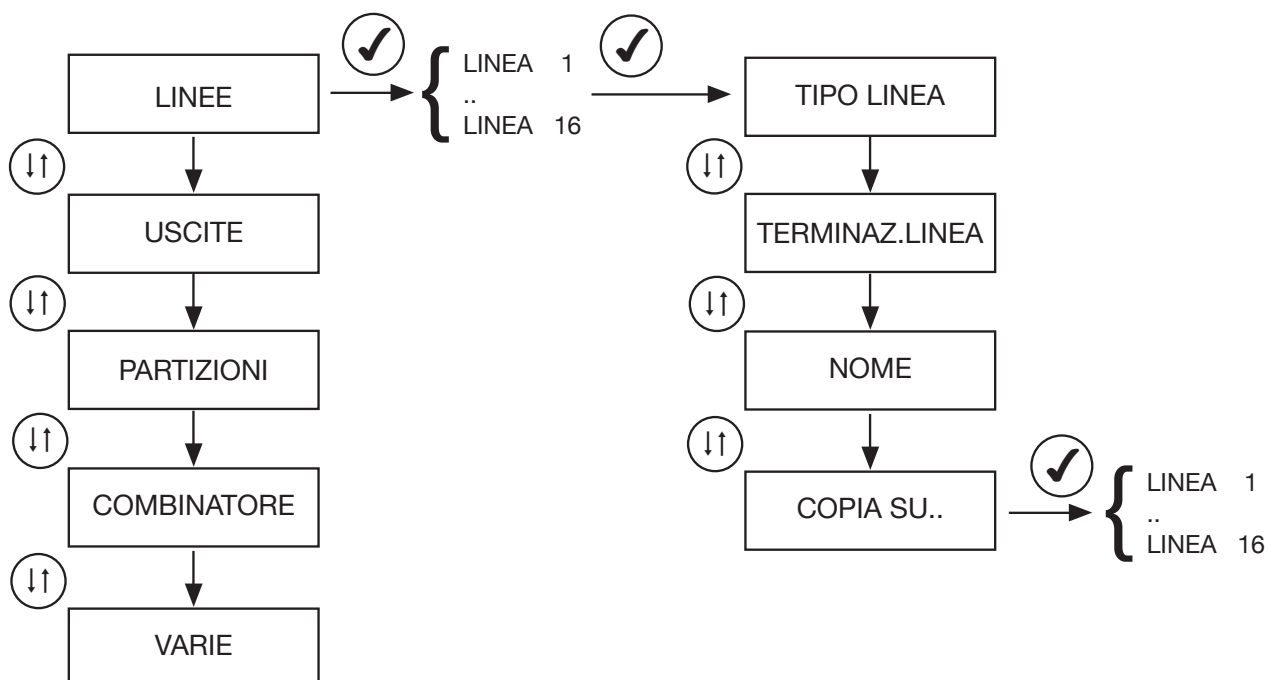 LINEE
LINEA 1
..
LINEA 16
TIPO LINEA
USCITE
TERMINAZ.LINEA
PARTIZIONI
NOME
COMBINATORE
COPIA SU..
LINEA 1
..
LINEA 16
VARIE